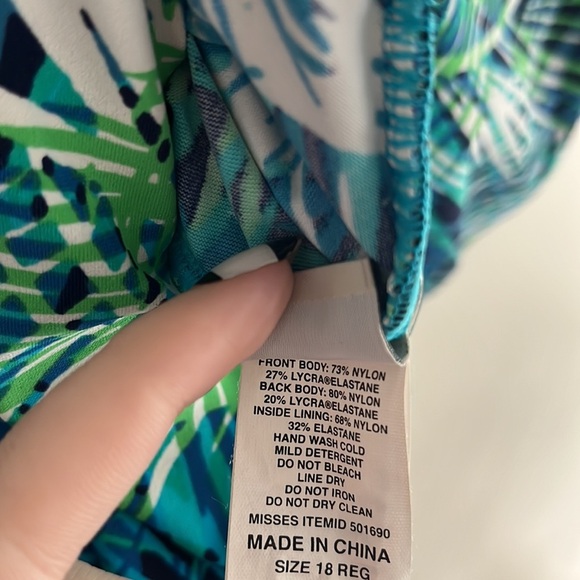 FRONT BODY: 73% NYLON
27% LYCRA®ELASTANE
BACK BODY: 80% NYLON
20% LYCRA®ELASTANE
INSIDE LINING: 68% NYLON
32% ELASTANE
HAND WASH COLD
MILD DETERGENT
DO NOT BLEACH
LINE DRY
DO NOT IRON
DO NOT DRY CLEAN
MISSES ITEMID 501690
MADE IN CHINA
SIZE 18 REG